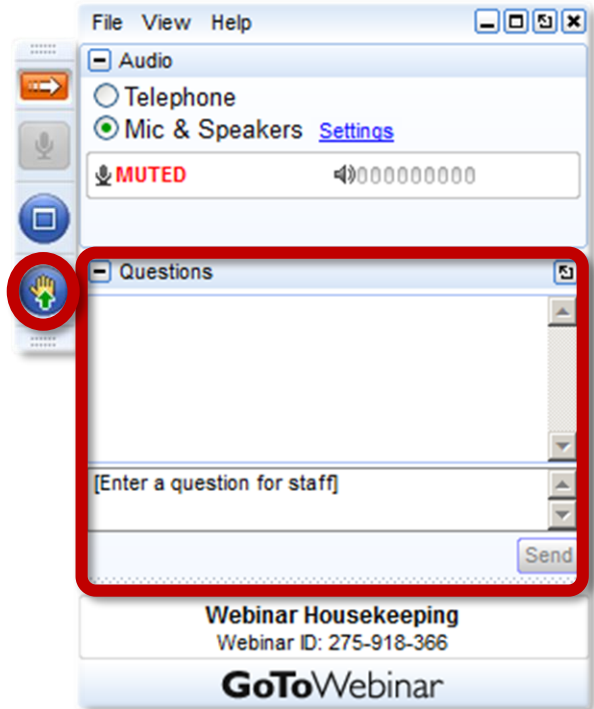 File View Help
Audio
Telephone
Mic & Speakers Settings
MUTED 000000000
Questions
[Enter a question for staff]
Send
Webinar Housekeeping
Webinar ID: 275-918-366
GoToWebinar